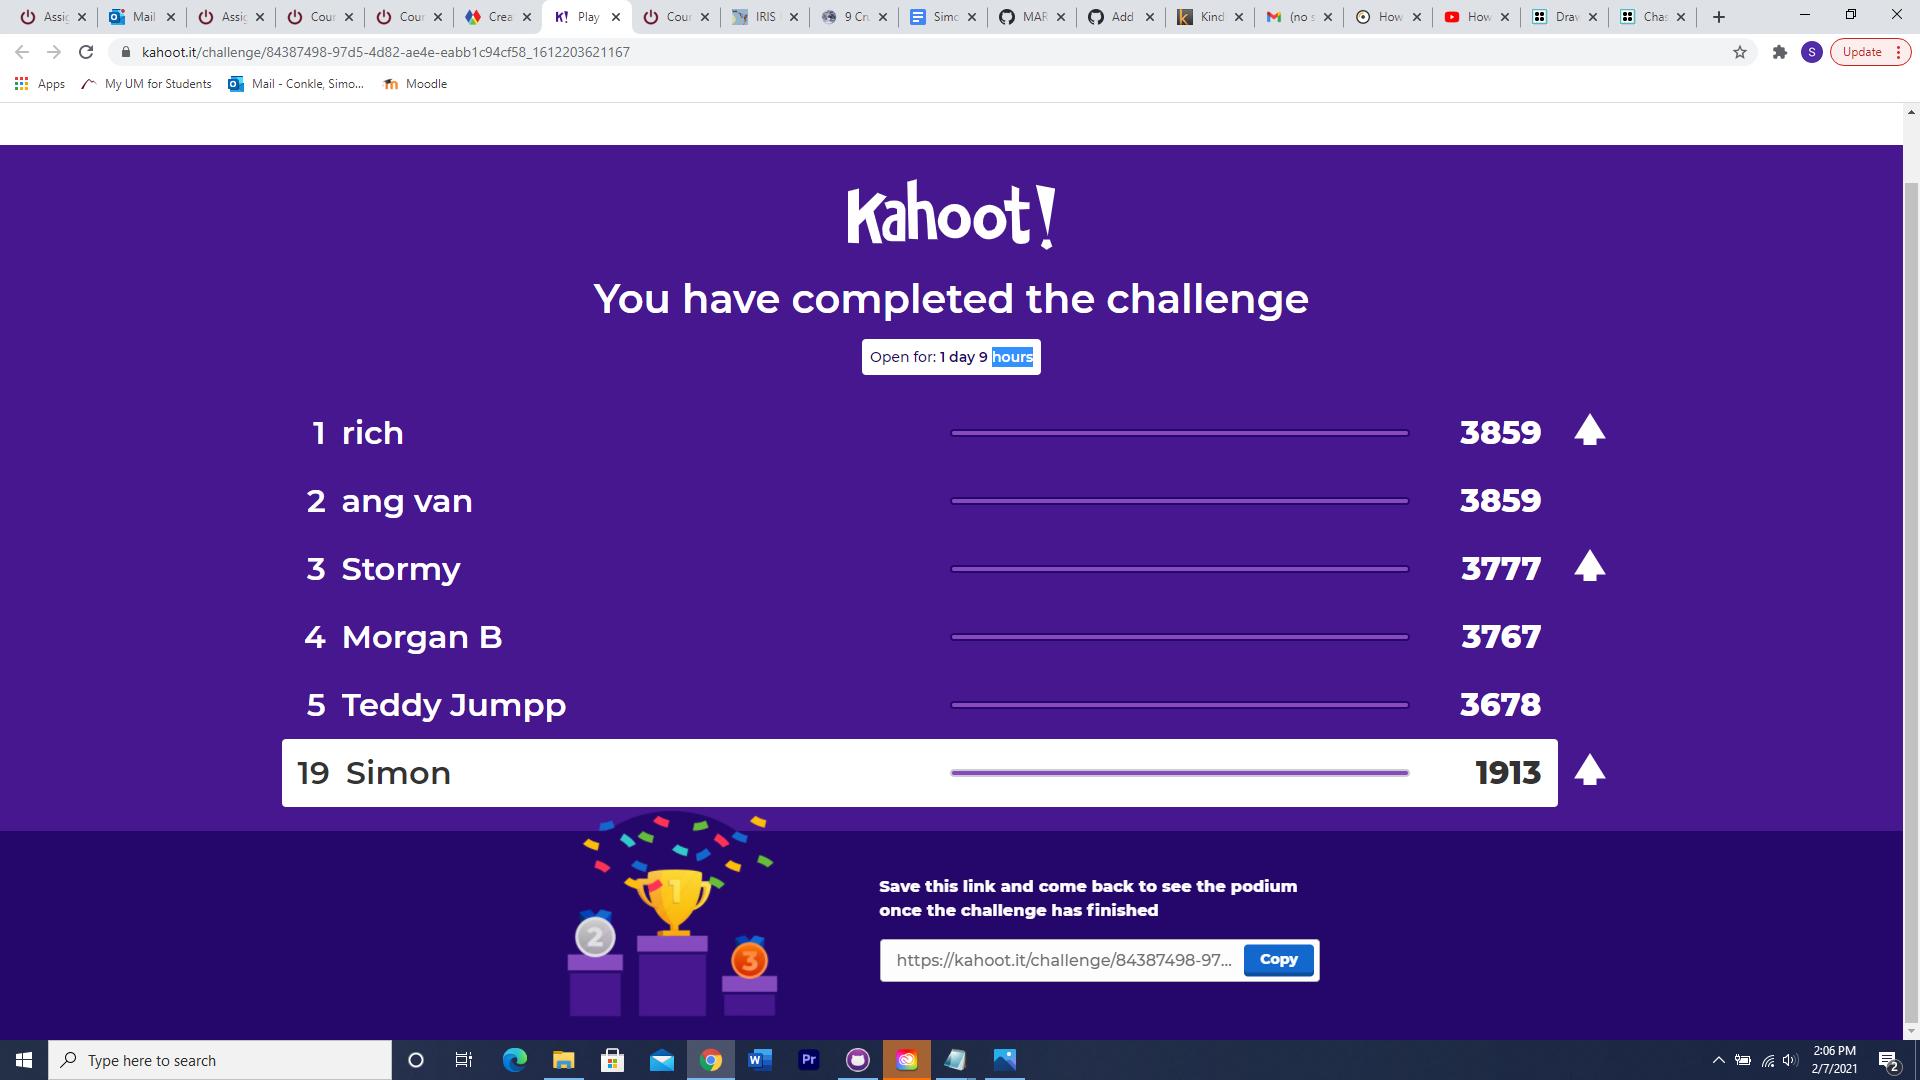 Assig Mail Assig Cour Cour Crea Play Cour IRIS 9 Cru Simo MAR Add Kind (no s How How Drav Chas
kahoot.it/challenge/84387498-97d5-4d82-ae4e-eabb1c94cf58_1612203621167 S Update
Apps My UM for Students Mail - Conkle, Simo... Moodle
Kahoot!
You have completed the challenge
Open for: 1 day 9 hours
1 rich 3859
2 ang van 3859
3 Stormy 3777
4 Morgan B 3767
5 Teddy Jumpp 3678
19 Simon 1913
1
2
3
Save this link and come back to see the podium
once the challenge has finished
https://kahoot.it/challenge/84387498-97... Copy
Type here to search
2:06 PM
2/7/2021
2